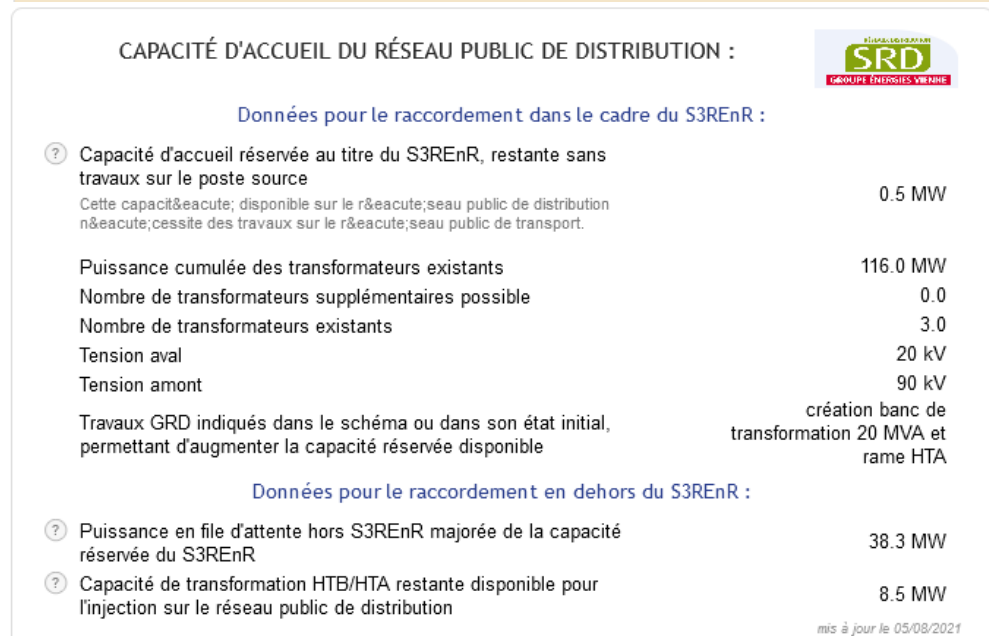 CAPACITÉ D'ACCUEIL DU RÉSEAU PUBLIC DE DISTRIBUTION :
SRD
GROUPE ÉNERGIES VIENNE
Données pour le raccordement dans le cadre du S3REnR :
? Capacité d'accueil réservée au titre du S3REnR, restante sans
travaux sur le poste source
Cette capacit&eacute; disponible sur le r&eacute;seau public de distribution
n&eacute;cessite des travaux sur le r&eacute;seau public de transport.
0.5 MW
Puissance cumulée des transformateurs existants 116.0 MW
Nombre de transformateurs supplémentaires possible 0.0
Nombre de transformateurs existants 3.0
Tension aval 20 kV
Tension amont 90 kV
Travaux GRD indiqués dans le schéma ou dans son état initial,
permettant d'augmenter la capacité réservée disponible
création banc de
transformation 20 MVA et
rame HTA
Données pour le raccordement en dehors du S3REnR :
? Puissance en file d'attente hors S3REnR majorée de la capacité
réservée du S3REnR
38.3 MW
? Capacité de transformation HTB/HTA restante disponible pour
l'injection sur le réseau public de distribution
8.5 MW
mis à jour le 05/08/2021